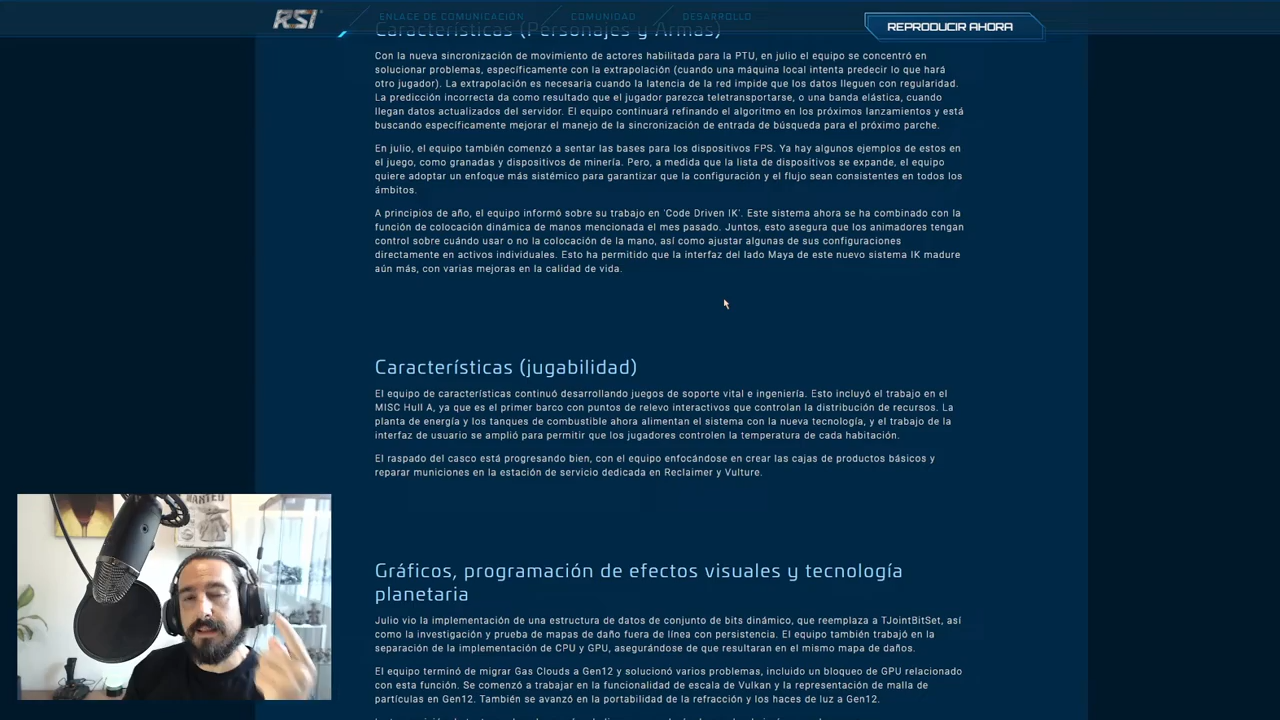 RSI
ENLACE DE COMUNICACIÓN
COMUNIDAD
DESARROLLO
REPRODUCIR AHORA
Características (Personajes y Armas)
Con la nueva sincronización de movimiento de actores habilitada para la PTU, en julio el equipo se concentró en
solucionar problemas, específicamente con la extrapolación (cuando una máquina local intenta predecir lo que hará
otro jugador). La extrapolación es necesaria cuando la latencia de la red impide que los datos lleguen con regularidad.
La predicción incorrecta da como resultado que el jugador parezca teletransportarse, o una banda elástica, cuando
llegan datos actualizados del servidor. El equipo continuará refinando el algoritmo en los próximos lanzamientos y está
buscando específicamente mejorar el manejo de la sincronización de entrada de búsqueda para el próximo parche.
En julio, el equipo también comenzó a sentar las bases para los dispositivos FPS. Ya hay algunos ejemplos de estos en
el juego, como granadas y dispositivos de minería. Pero, a medida que la lista de dispositivos se expande, el equipo
quiere adoptar un enfoque más sistémico para garantizar que la configuración y el flujo sean consistentes en todos los
ámbitos.
A principios de año, el equipo informó sobre su trabajo en 'Code Driven IK'. Este sistema ahora se ha combinado con la
función de colocación dinámica de manos mencionada el mes pasado. Juntos, esto asegura que los animadores tengan
control sobre cuándo usar o no la colocación de la mano, así como ajustar algunas de sus configuraciones
directamente en activos individuales. Esto ha permitido que la interfaz del lado Maya de este nuevo sistema IK madure
aún más, con varias mejoras en la calidad de vida.
Características (jugabilidad)
El equipo de características continuó desarrollando juegos de soporte vital e ingeniería. Esto incluyó el trabajo en el
MISC Hull A, ya que es el primer barco con puntos de relevo interactivos que controlan la distribución de recursos. La
planta de energía y los tanques de combustible ahora alimentan el sistema con la nueva tecnología, y el trabajo de la
interfaz de usuario se amplió para permitir que los jugadores controlen la temperatura de cada habitación.
El raspado del casco está progresando bien, con el equipo enfocándose en crear las cajas de productos básicos y
reparar municiones en la estación de servicio dedicada en Reclaimer y Vulture.
Gráficos, programación de efectos visuales y tecnología
planetaria
Julio vio la implementación de una estructura de datos de conjunto de bits dinámico, que reemplaza a TJointBitSet, así
como la investigación y prueba de mapas de daño fuera de línea con persistencia. El equipo también trabajó en la
separación de la implementación de CPU y GPU, asegurándose de que resultaran en el mismo mapa de daños.
El equipo terminó de migrar Gas Clouds a Gen12 y solucionó varios problemas, incluido un bloqueo de GPU relacionado
con esta función. Se comenzó a trabajar en la funcionalidad de escala de Vulkan y la representación de malla de
partículas en Gen12. También se avanzó en la portabilidad de la refracción y los haces de luz a Gen12.
WANTED